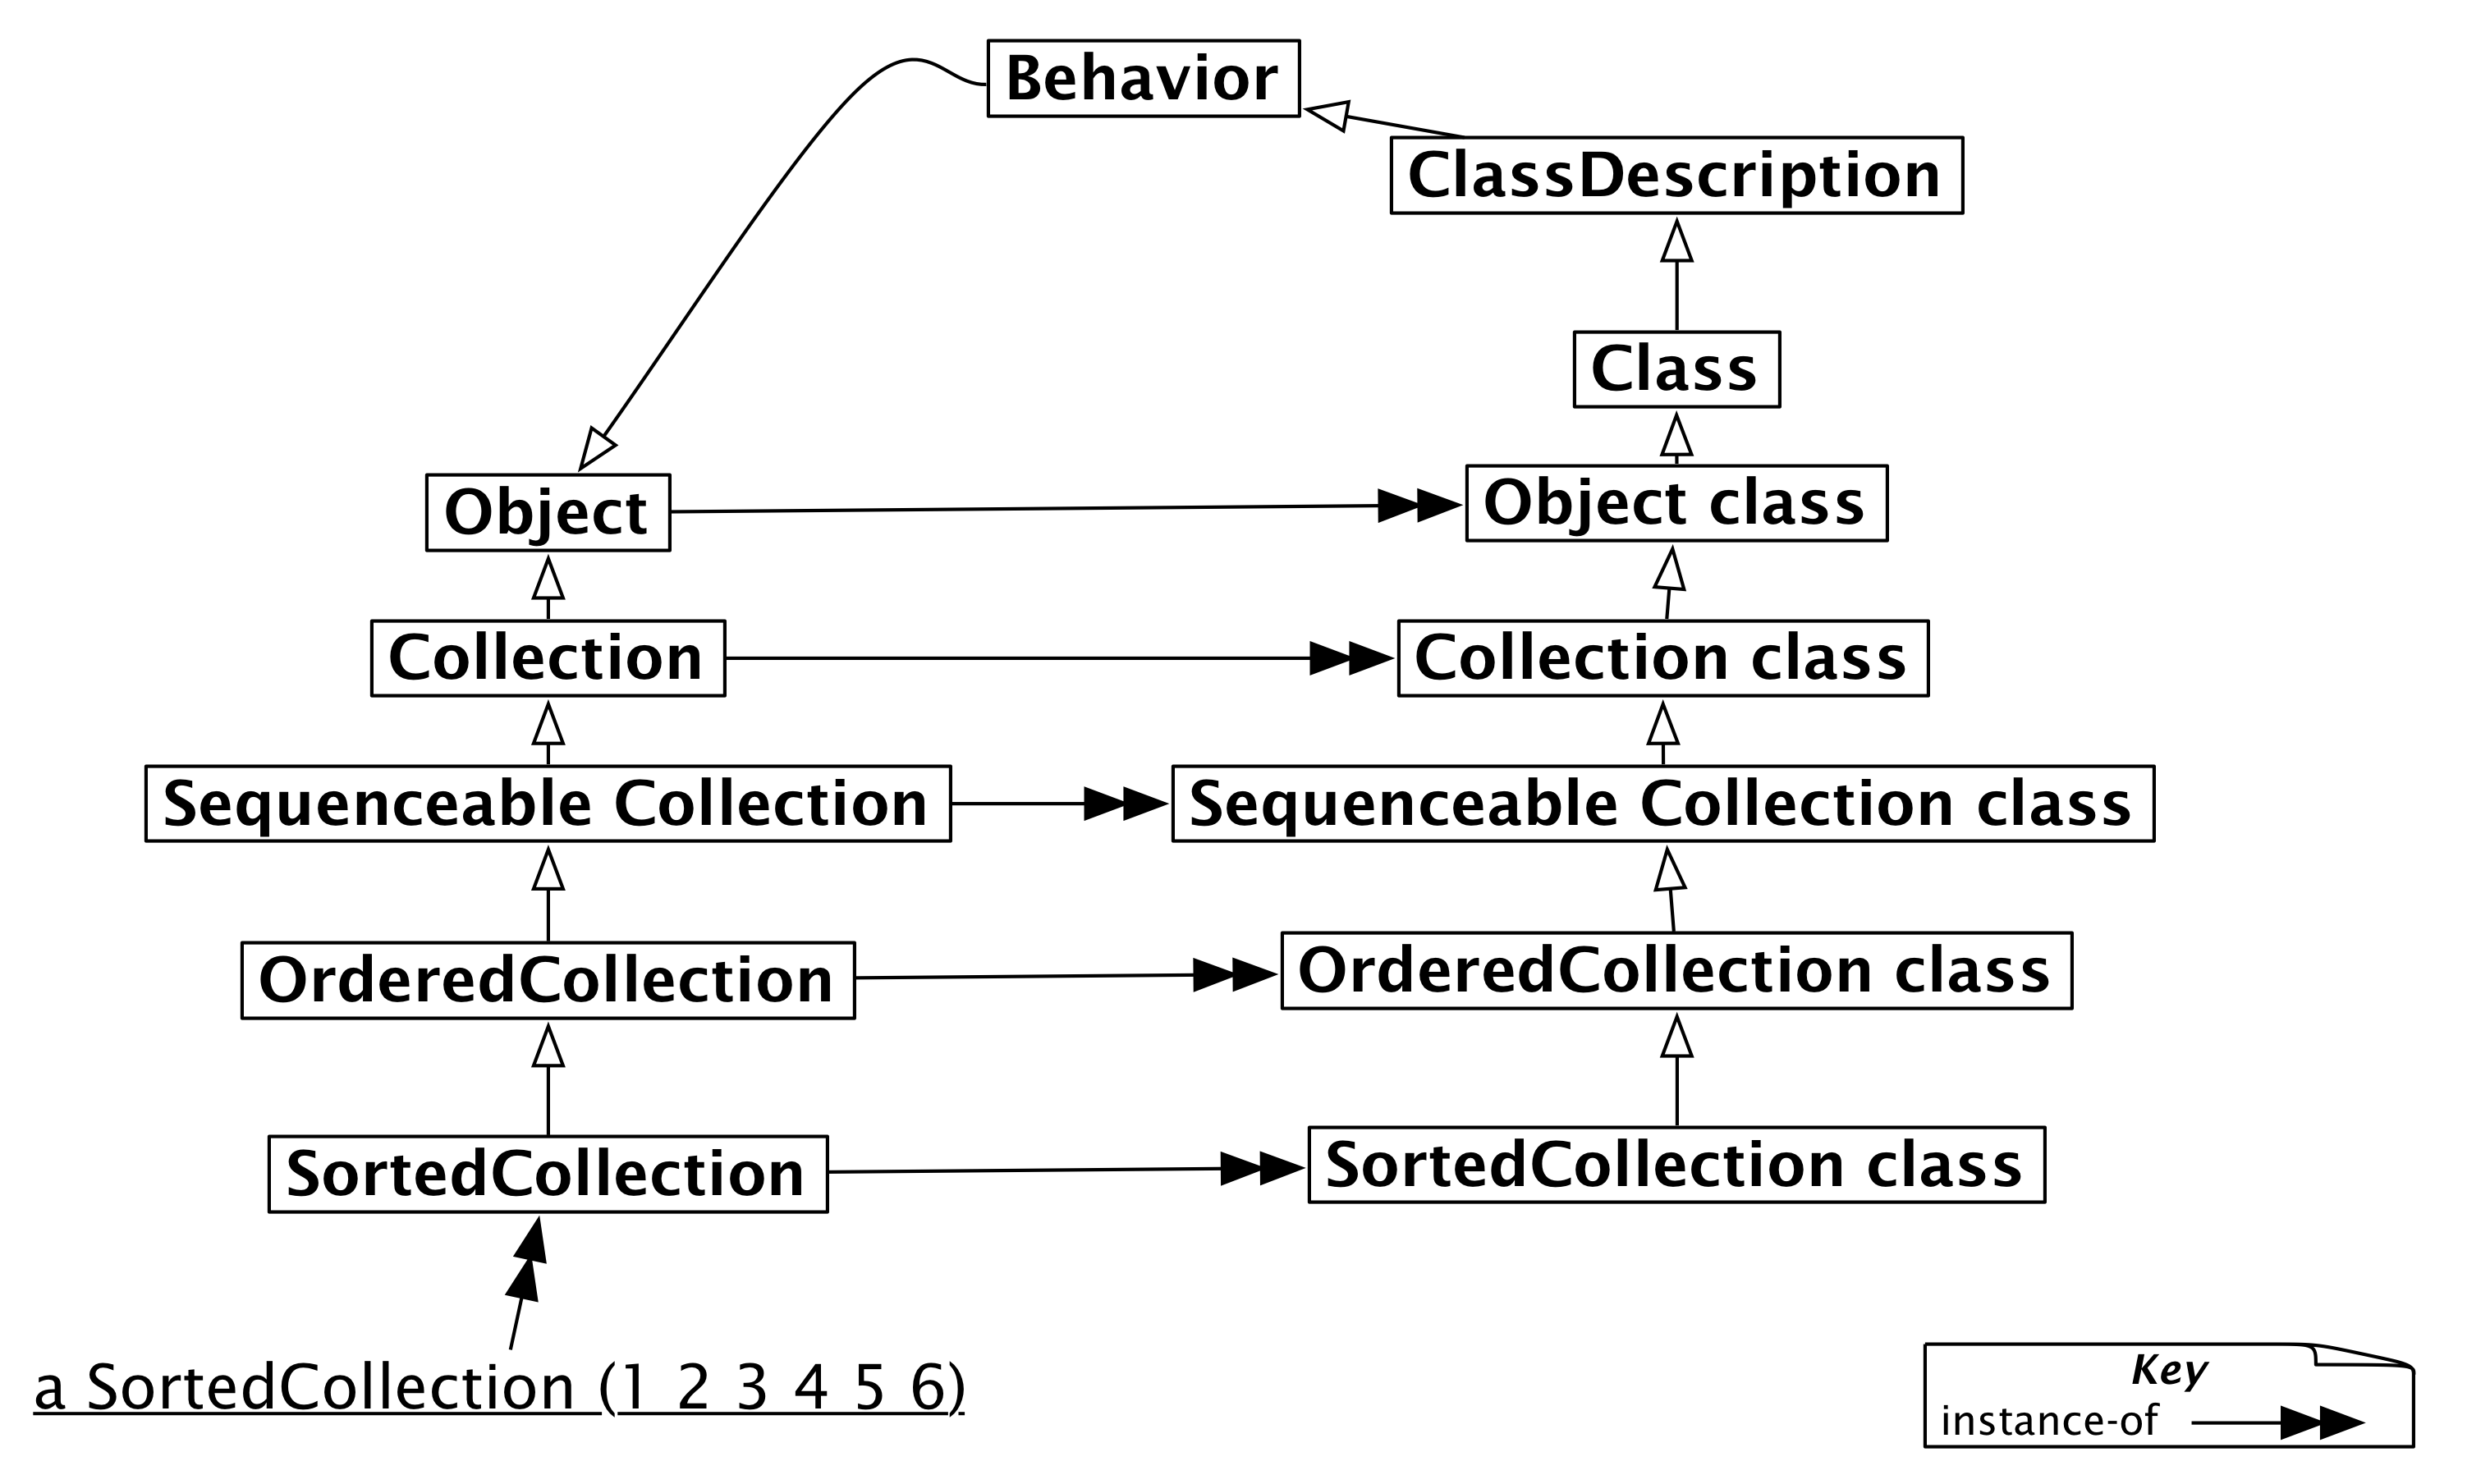 Behavior
ClassDescription
Class
Object
Object class
Collection
Collection class
Sequenceable Collection
Sequenceable Collection class
OrderedCollection
OrderedCollection class
SortedCollection
SortedCollection class
a SortedCollection (1 2 3 4 5 6)
Key
instance-of